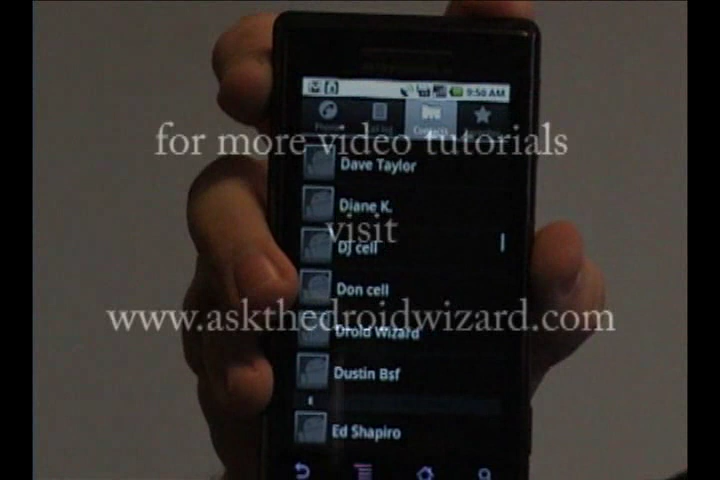 9:50 AM
Contacts
for more video tutorials
Dave Taylor
Diane K.
visit
Dj cell
Don cell
www.askthedroidwizard.com
Droid Wizard
Dustin Bsf
E
Ed Shapiro